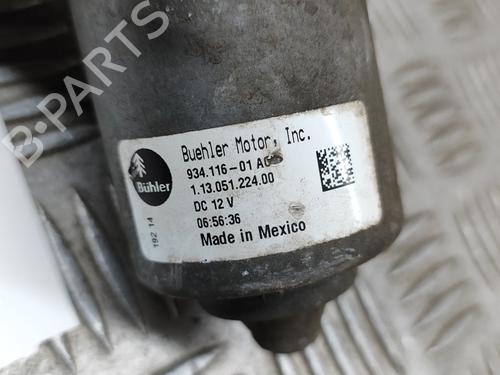 B-PARTS
Bühler
Buehler Motor, Inc.
934.116-01
1.13.051.224.00
DC 12 V
06:56:36
Made in Mexico
192 14